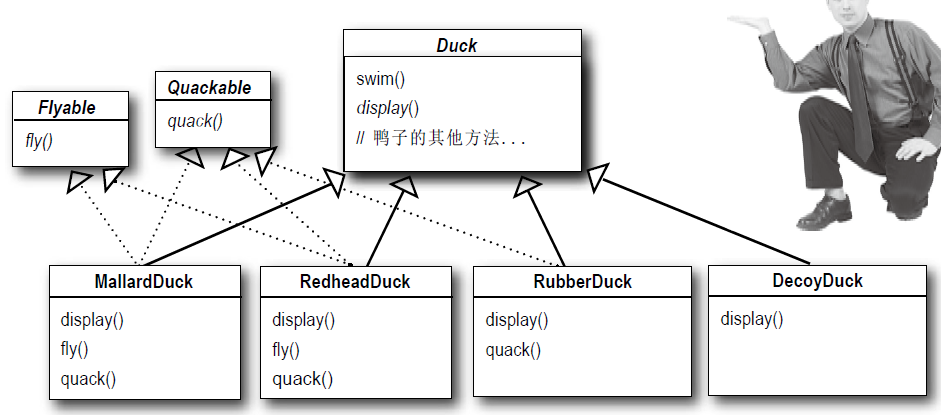 Duck
swim()
display()
// 鸭子的其他方法...
Quackable
quack()
Flyable
fly()
MallardDuck
display()
fly()
quack()
RedheadDuck
display()
fly()
quack()
RubberDuck
display()
quack()
DecoyDuck
display()